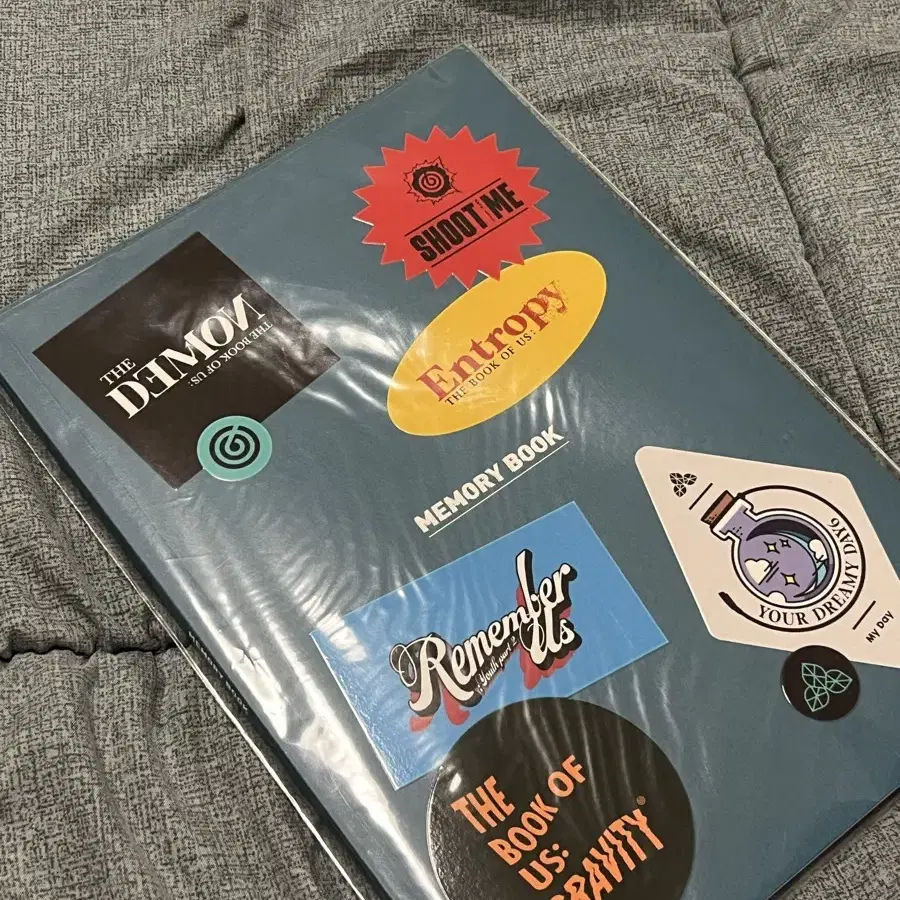 SHOOT ME
Entropy
THE BOOK OF US:
THE
DEMON
THE BOOK OF US:
MEMORY BOOK
Remember
Us
: Youth part 2
YOUR DREAMY DAY6
My Day
THE
BOOK OF
US:
GRAVITY